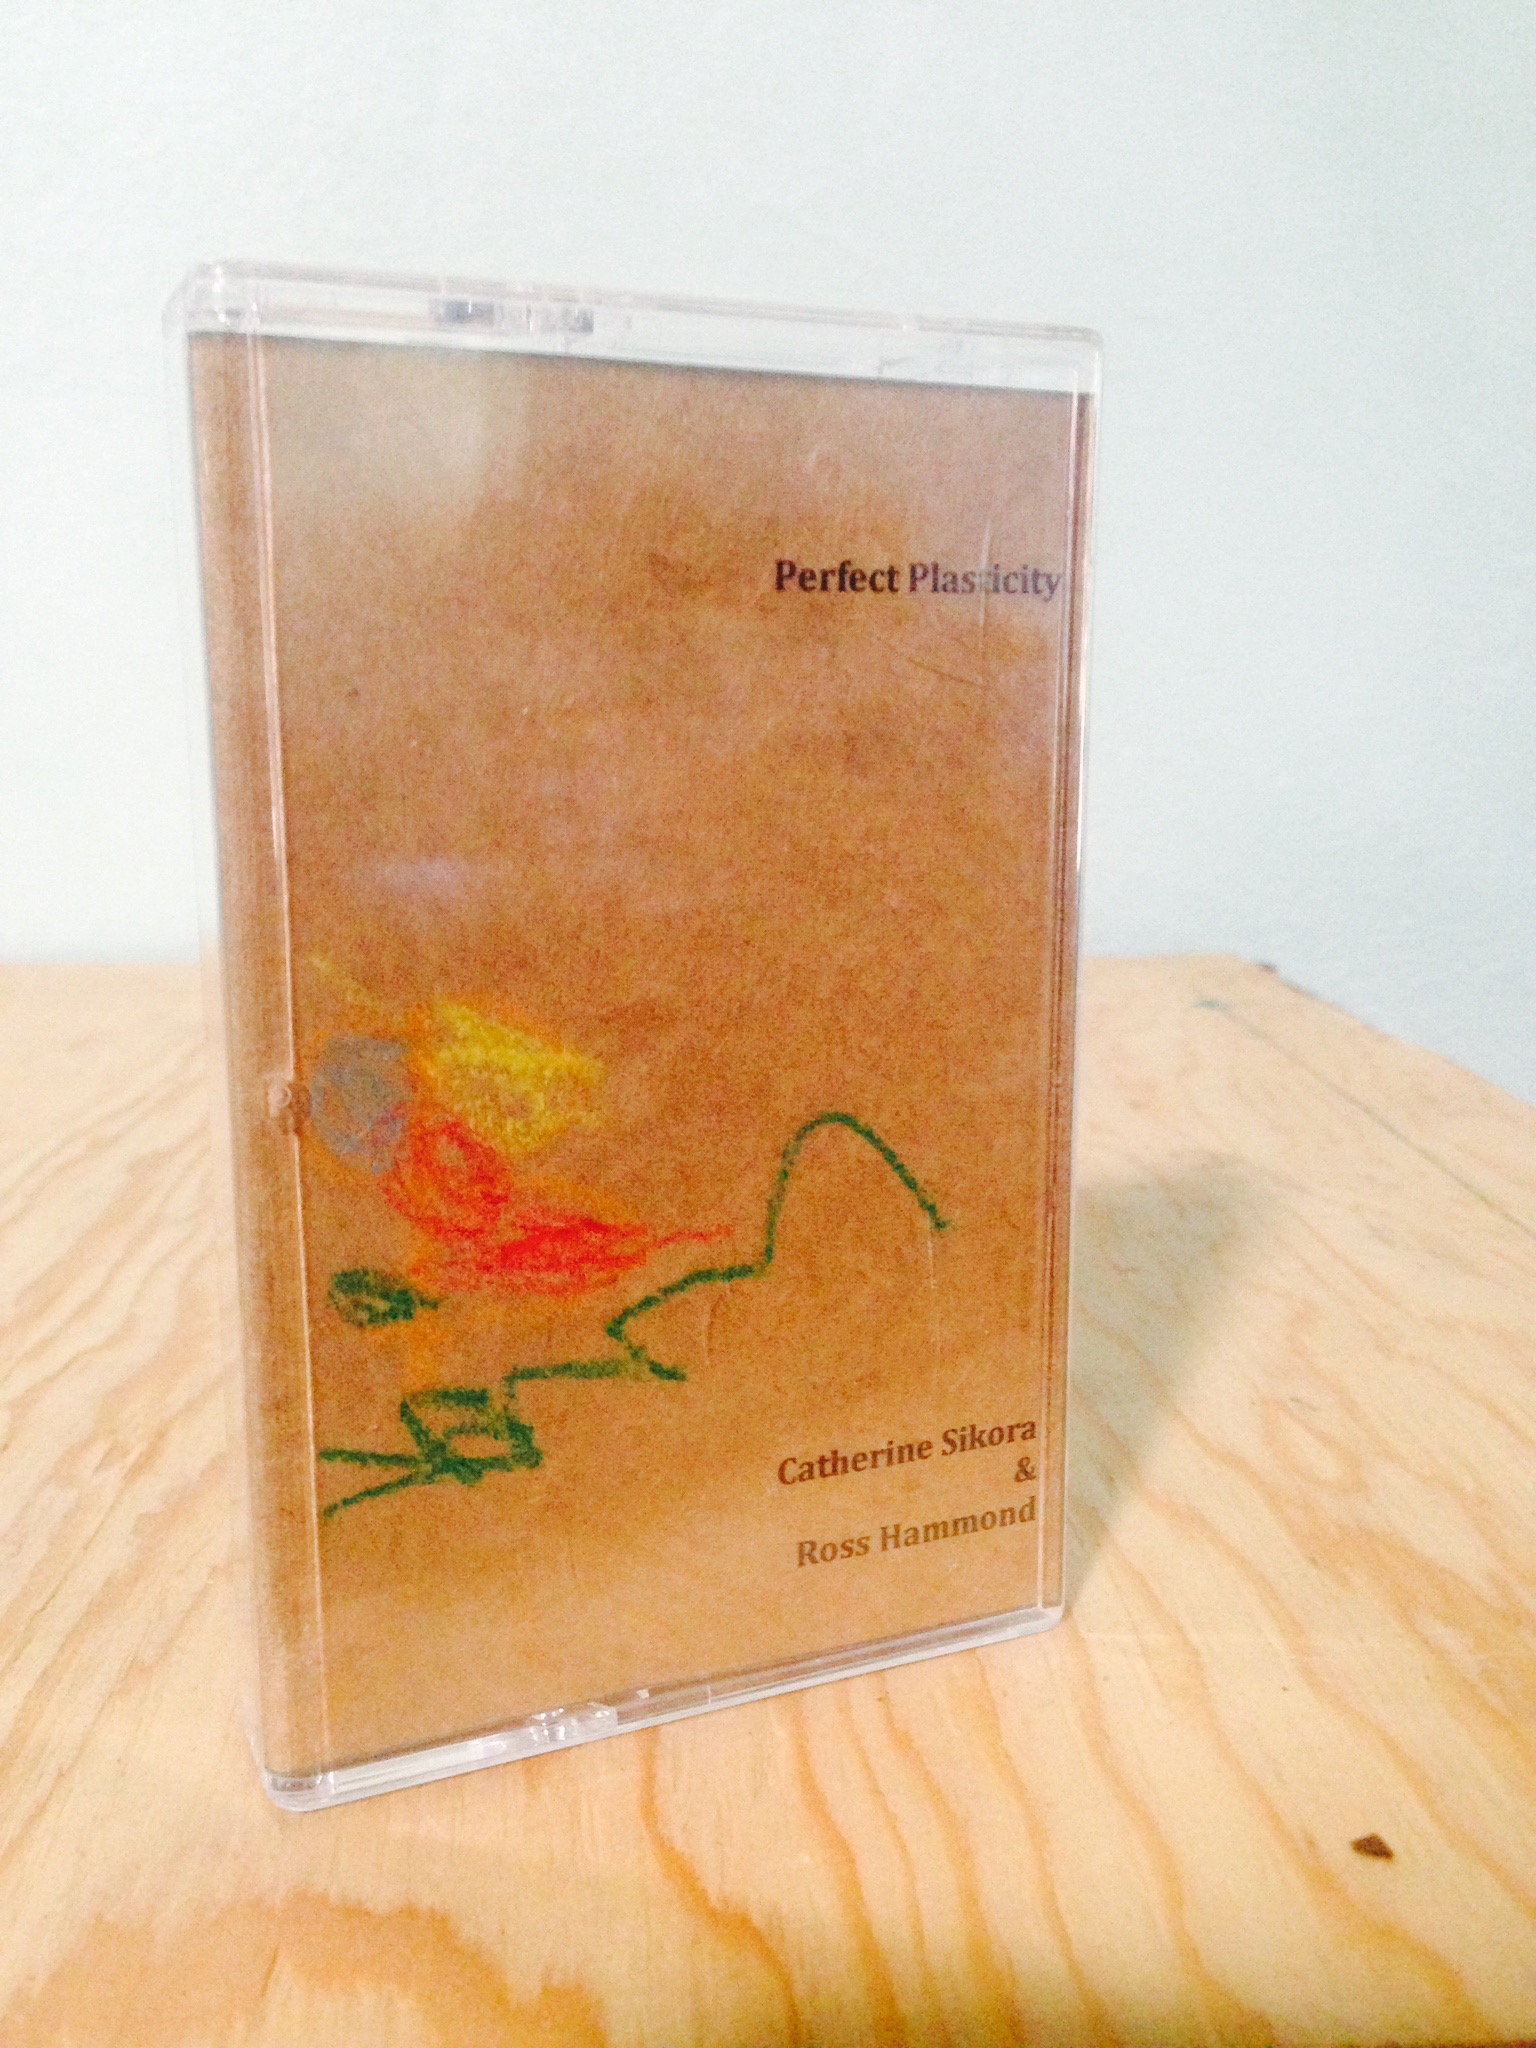 Perfect Plasticity
Catherine Sikora
&
Ross Hammond